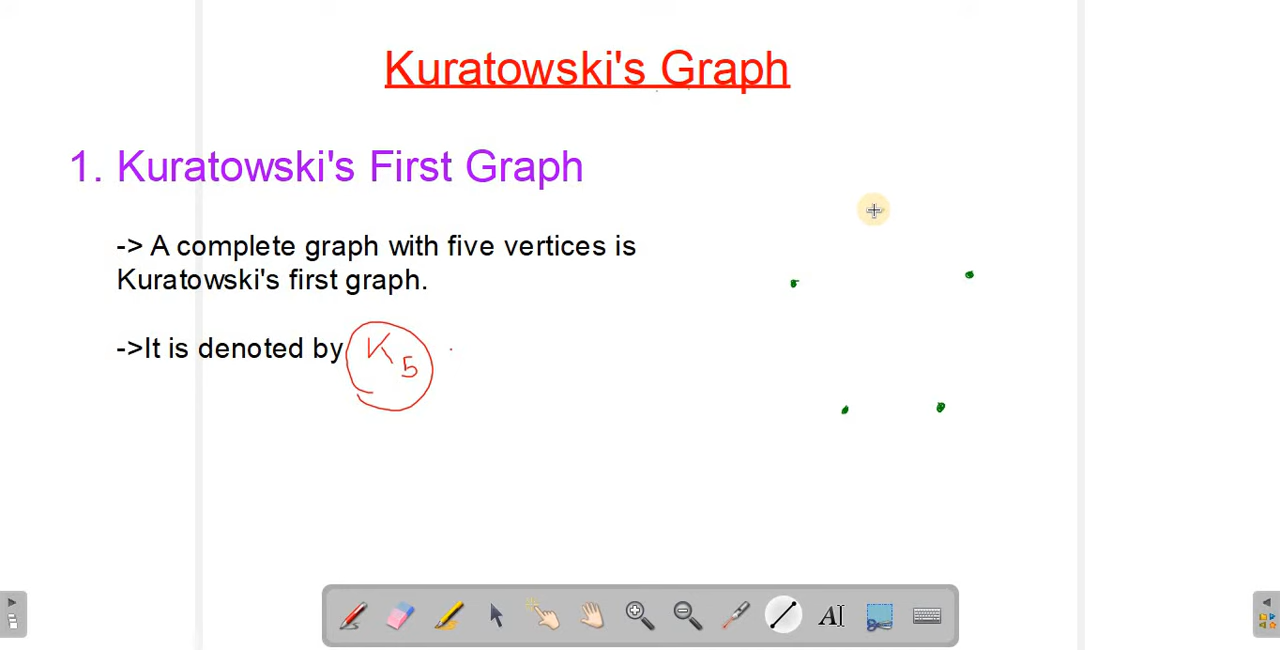 Kuratowski's Graph
1. Kuratowski's First Graph
-> A complete graph with five vertices is
Kuratowski's first graph.
->It is denoted by K5